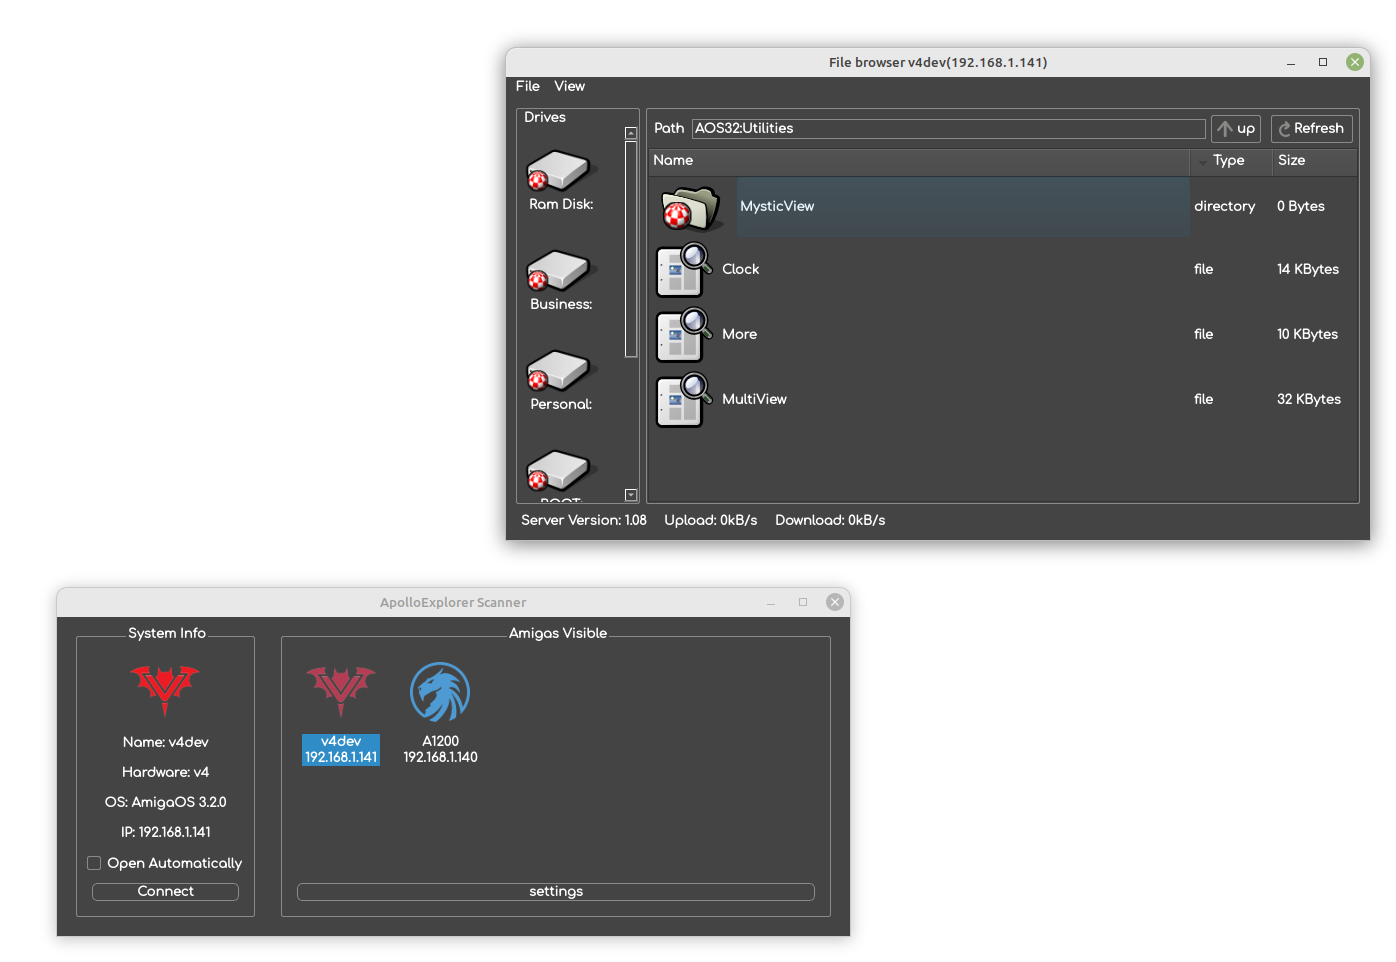 File browser v4dev(192.168.1.141)
File View
Drives
Ram Disk:
Business:
Personal:
Path AOS32:Utilities up Refresh
Name Type Size
MysticView directory 0 Bytes
Clock file 14 KBytes
More file 10 KBytes
MultiView file 32 KBytes
Server Version: 1.08 Upload: 0kB/s Download: 0kB/s
ApolloExplorer Scanner
System Info
Name: v4dev
Hardware: v4
OS: AmigaOS 3.2.0
IP: 192.168.1.141
Open Automatically
Connect
Amigas Visible
v4dev
192.168.1.141
A1200
192.168.1.140
settings